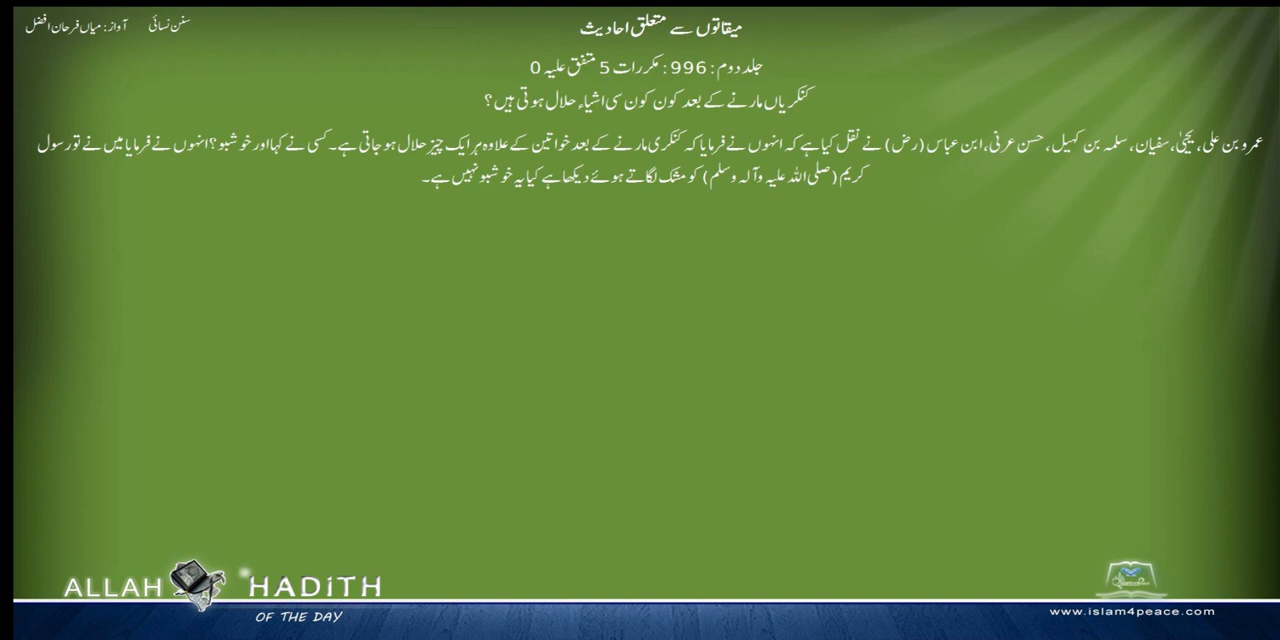 میقاتوں سے متعلق احادیث
سنن نسائی آواز : میاں فرحان افضل
جلد دوم : 996 : مکررات 5 متفق علیہ 0
کنکریاں مارنے کے بعد کون کون سی اشیاء حلال ہوتی ہیں؟
عمرو بن علی، یحییٰ، سفیان، سلمہ بن کہیل، حسن عرنی، ابن عباس (رض) نے نقل کیا ہے کہ انہوں نے فرمایا کہ کنکری مارنے کے بعد خواتین کے علاوہ ہر ایک چیز حلال ہو جاتی ہے۔ کسی نے کہا اور خوشبو؟ انہوں نے فرمایا میں نے تو رسول
کریم (صلی اللہ علیہ وآلہ وسلم) کو مشک لگاتے ہوئے دیکھا ہے کیا یہ خوشبو نہیں ہے۔
ALLAH HADITH
OF THE DAY
www.islam4peace.com